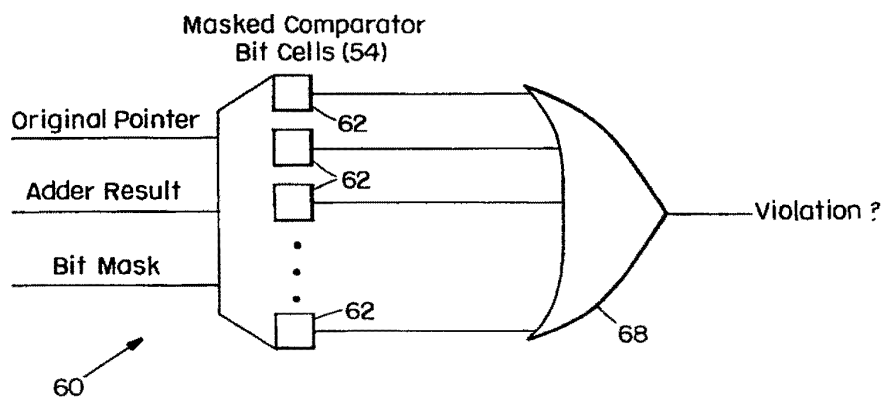 Masked Comparator
Bit Cells (54)
62
Original Pointer
62
Adder Result
Violation ?
Bit Mask
62
68
60